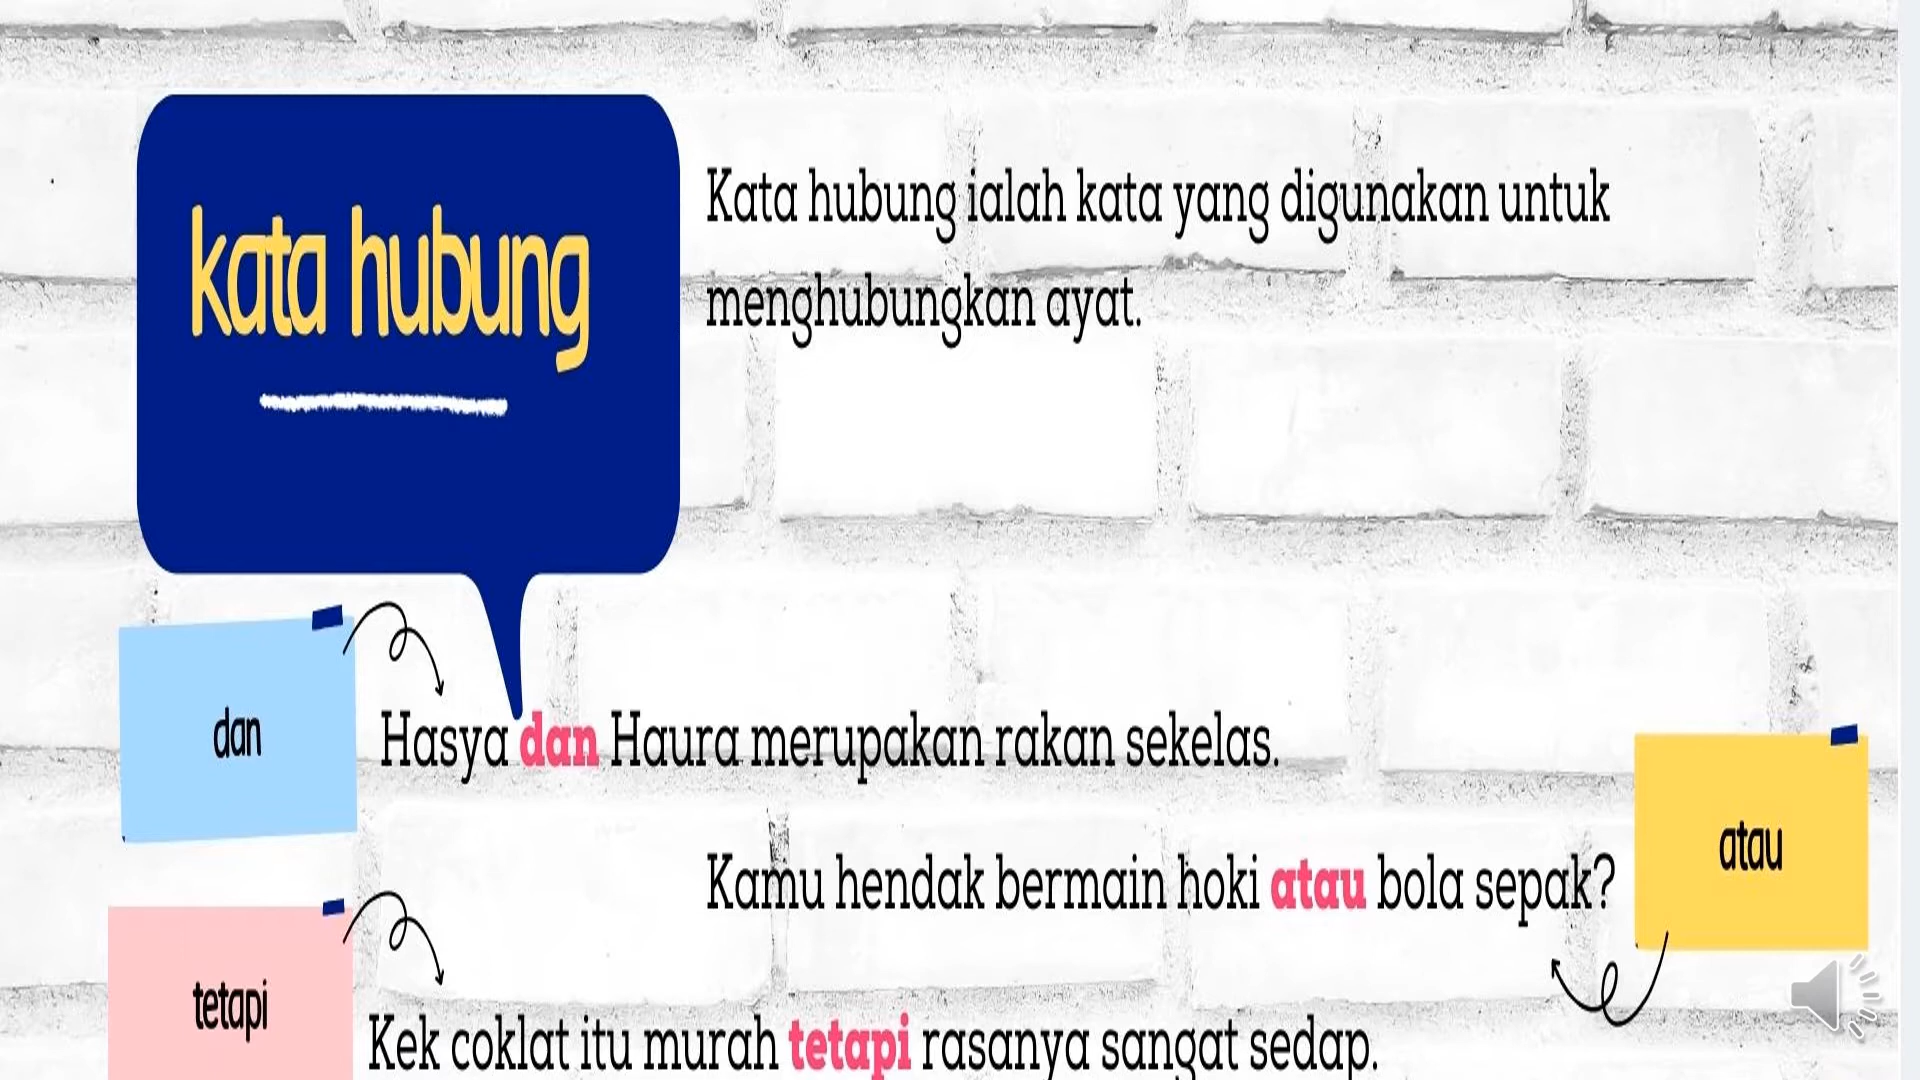 kata hubung
Kata hubung ialah kata yang digunakan untuk
menghubungkan ayat.
dan
Hasya dan Haura merupakan rakan sekelas.
atau
Kamu hendak bermain hoki atau bola sepak?
tetapi
Kek coklat itu murah tetapi rasanya sangat sedap.